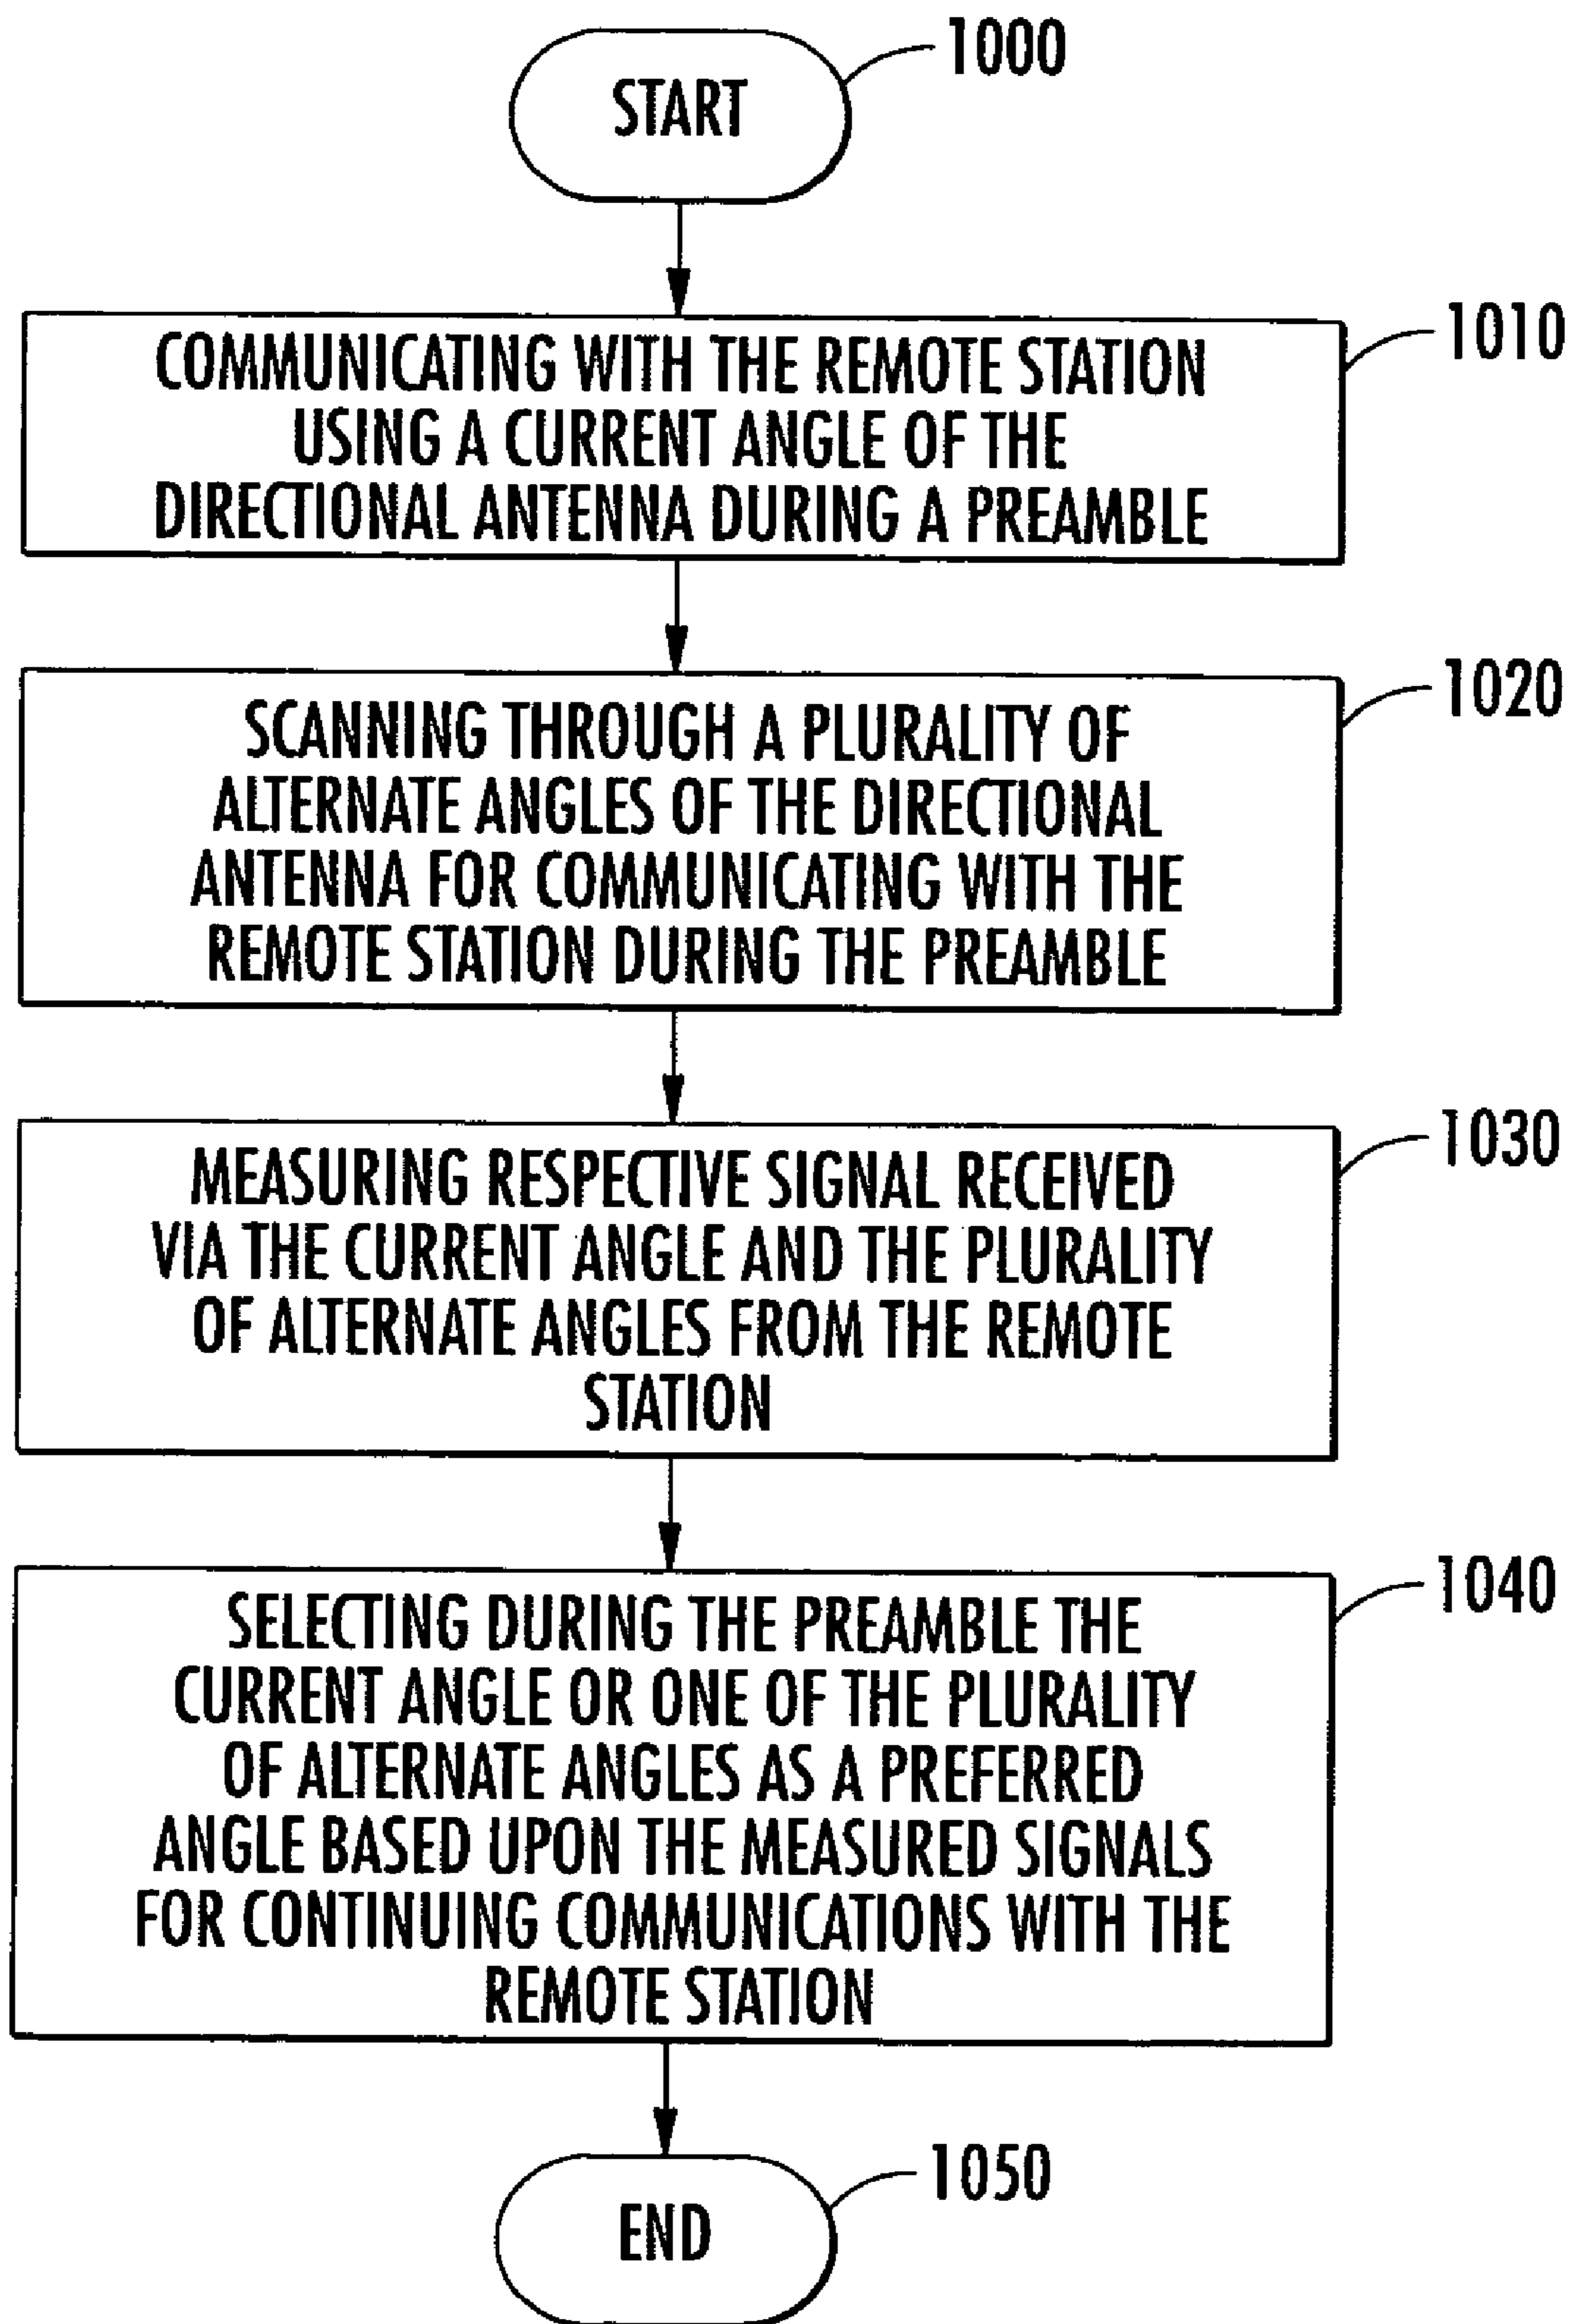 START
1000
COMMUNICATING WITH THE REMOTE STATION
USING A CURRENT ANGLE OF THE
DIRECTIONAL ANTENNA DURING A PREAMBLE
1010
SCANNING THROUGH A PLURALITY OF
ALTERNATE ANGLES OF THE DIRECTIONAL
ANTENNA FOR COMMUNICATING WITH THE
REMOTE STATION DURING THE PREAMBLE
1020
MEASURING RESPECTIVE SIGNAL RECEIVED
VIA THE CURRENT ANGLE AND THE PLURALITY
OF ALTERNATE ANGLES FROM THE REMOTE
STATION
1030
SELECTING DURING THE PREAMBLE THE
CURRENT ANGLE OR ONE OF THE PLURALITY
OF ALTERNATE ANGLES AS A PREFERRED
ANGLE BASED UPON THE MEASURED SIGNALS
FOR CONTINUING COMMUNICATIONS WITH THE
REMOTE STATION
1040
END
1050